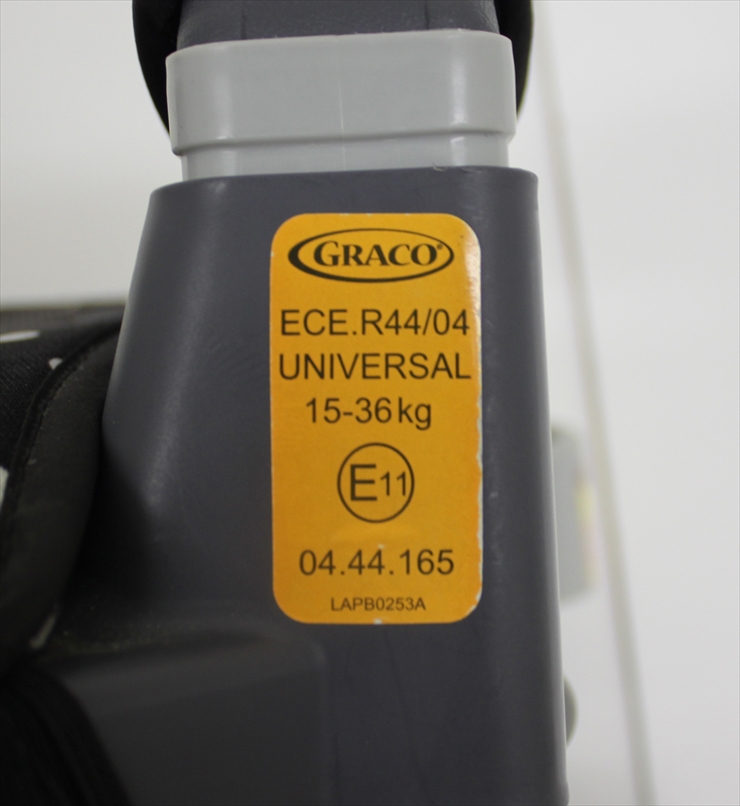 GRACO®
ECE.R44/04
UNIVERSAL
15-36kg
E11
04.44.165
LAPB0253A